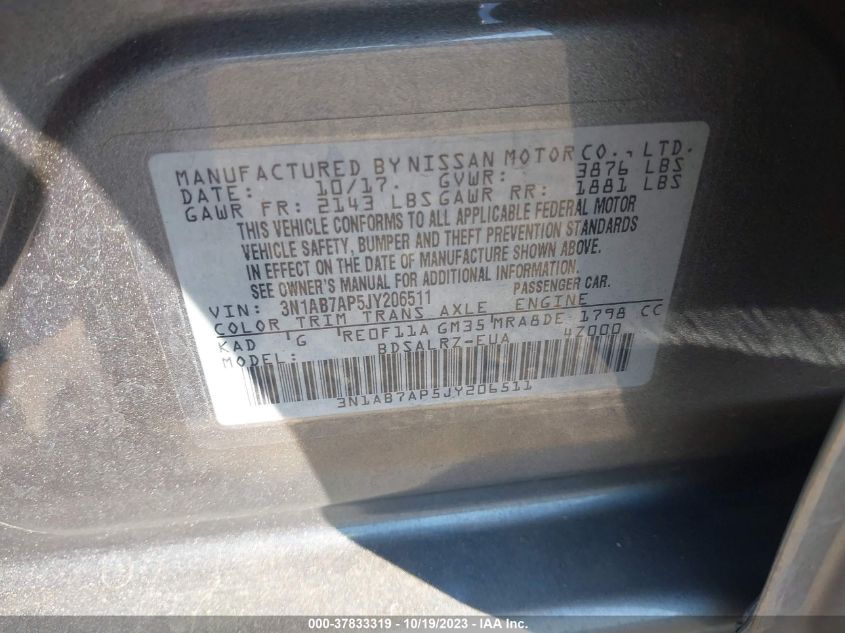 MANUFACTURED BY NISSAN MOTOR CO., LTD.
DATE: 10/17. GVWR: 3876 LBS
GAWR FR: 2143 LBS GAWR RR: 1881 LBS
THIS VEHICLE CONFORMS TO ALL APPLICABLE FEDERAL MOTOR
VEHICLE SAFETY, BUMPER AND THEFT PREVENTION STANDARDS
IN EFFECT ON THE DATE OF MANUFACTURE SHOWN ABOVE.
SEE OWNER'S MANUAL FOR ADDITIONAL INFORMATION.
VIN: 3N1AB7AP5JY206511 PASSENGER CAR.
COLOR TRIM TRANS AXLE ENGINE
KAD G RE0F11A GM35 MRA8DE 1798 CC
MODEL: BDSALRZ-EUA 47000
3N1AB7AP5JY206511
000-37833319 - 10/19/2023 - IAA Inc.